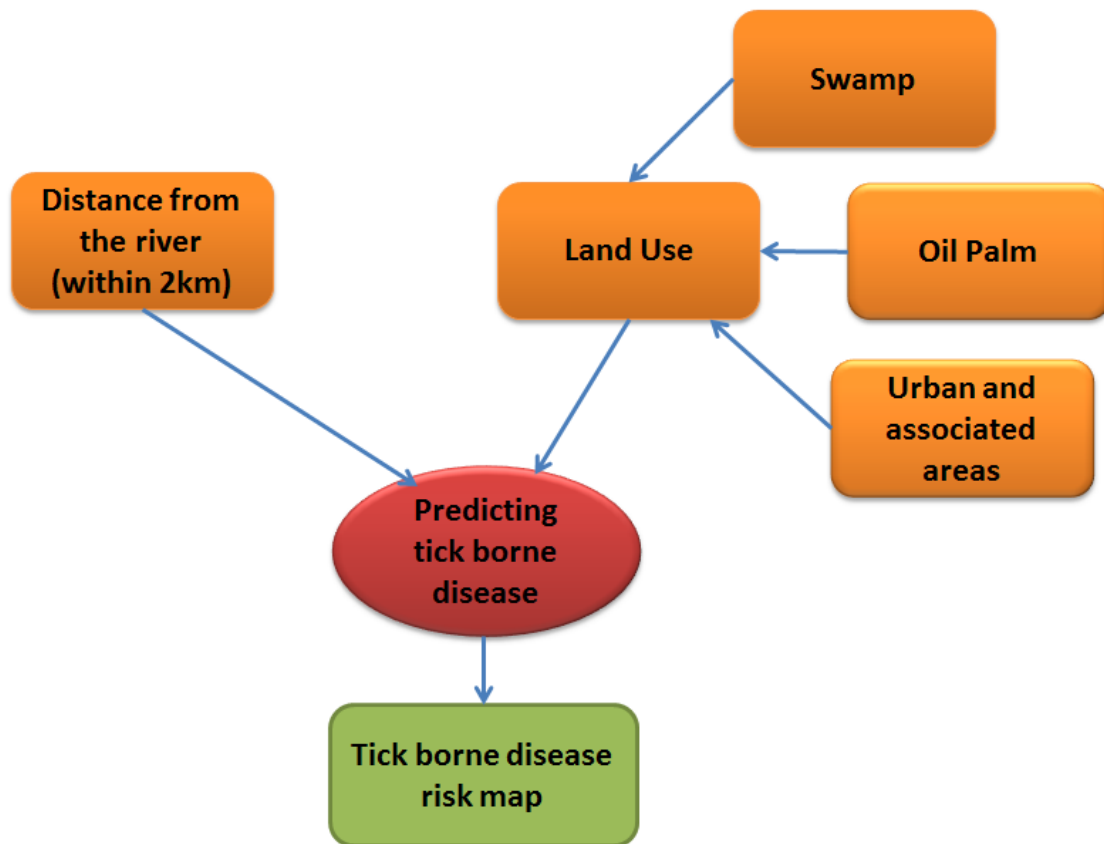 Swamp
Distance from
the river
(within 2km)
Land Use
Oil Palm
Urban and
associated
areas
Predicting
tick borne
disease
Tick borne disease
risk map